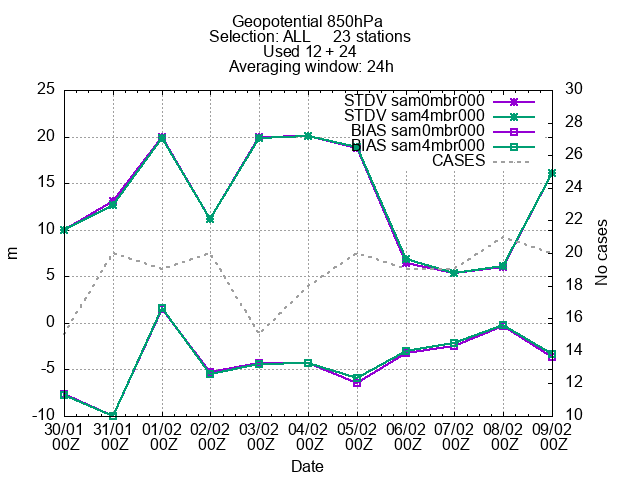 Geopotential 850hPa
Selection: ALL 23 stations
Used 12 + 24
Averaging window: 24h
STDV sam0mbr000
STDV sam4mbr000
BIAS sam0mbr000
BIAS sam4mbr000
CASES
25
20
15
10
5
0
-5
-10
m
30
28
26
24
22
20
18
16
14
12
10
No cases
30/01 31/01 01/02 02/02 03/02 04/02 05/02 06/02 07/02 08/02 09/02
00Z 00Z 00Z 00Z 00Z 00Z 00Z 00Z 00Z 00Z 00Z
Date